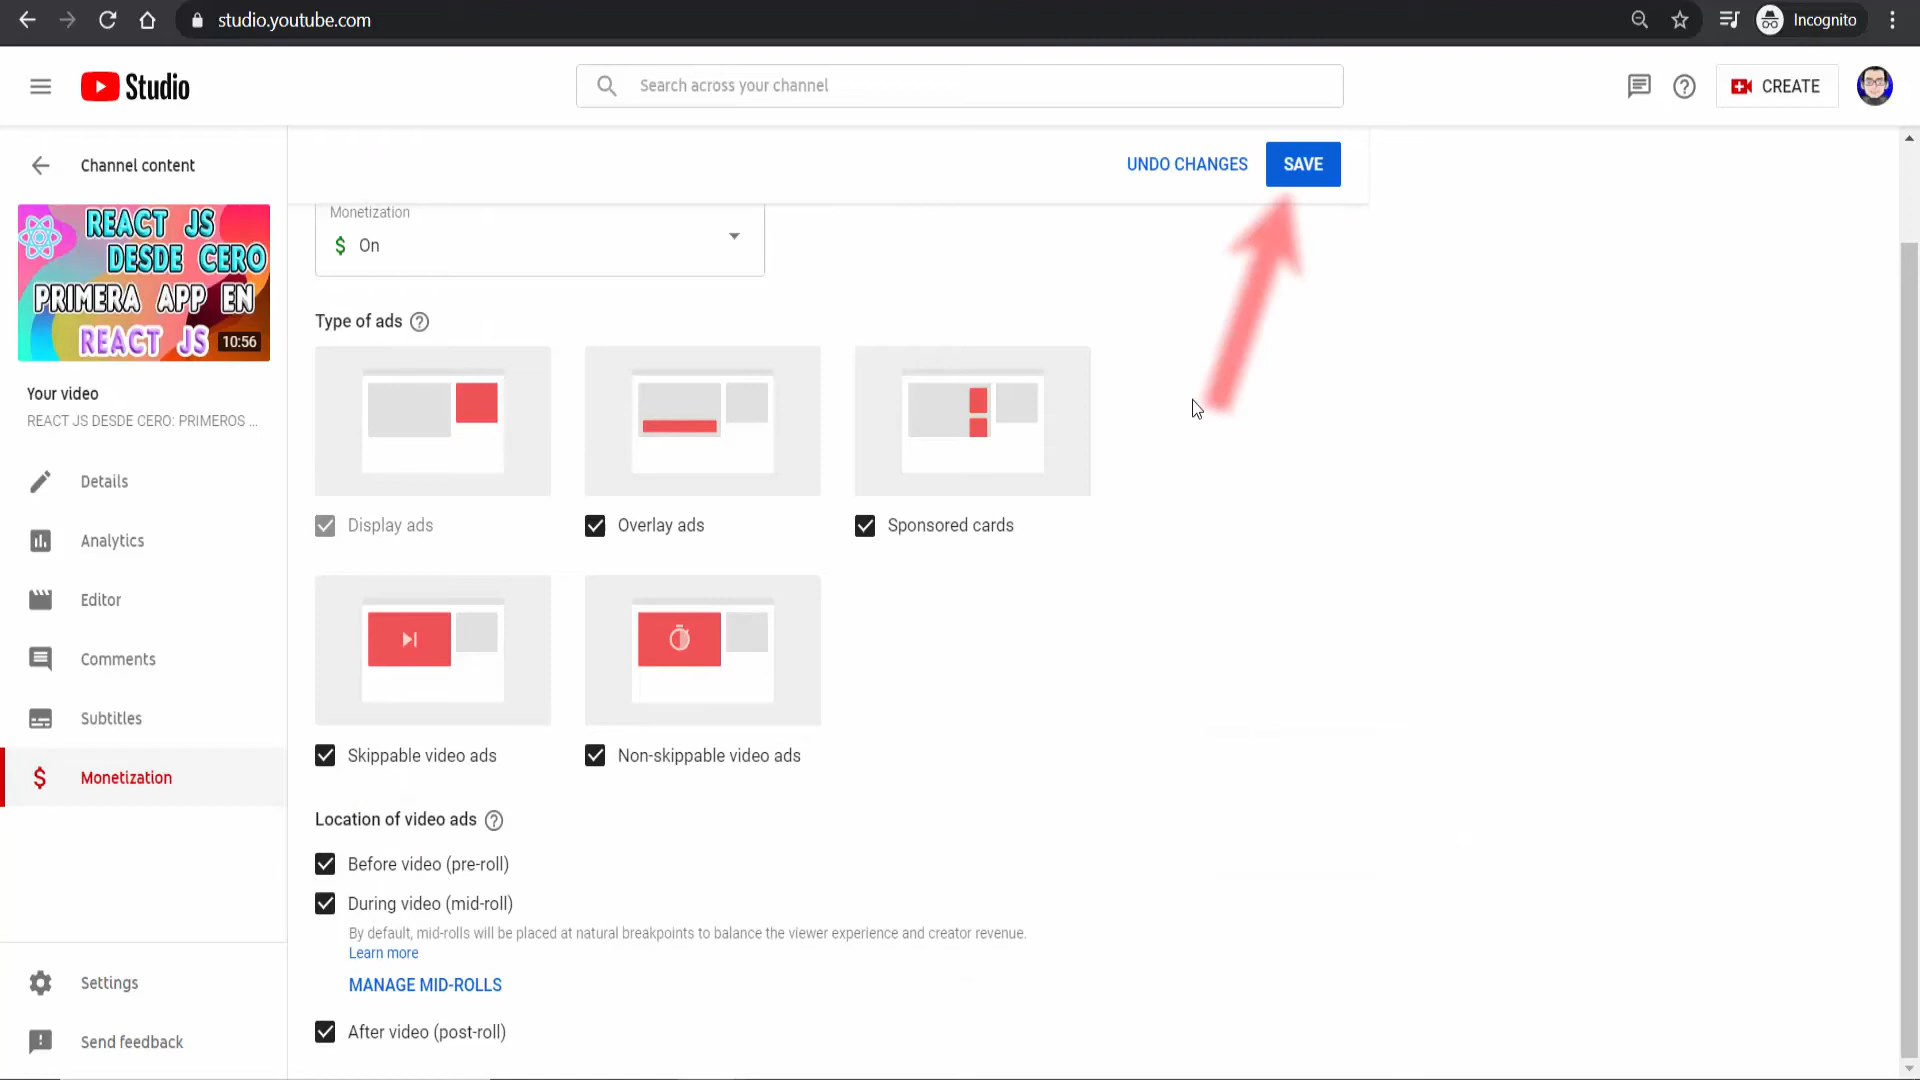 studio.youtube.com
Incognito
Studio
Search across your channel
CREATE
Channel content
UNDO CHANGES
SAVE
REACT JS
DESDE CERO
PRIMERA APP EN
REACT JS
10:56
Your video
REACT JS DESDE CERO: PRIMEROS ...
Details
Analytics
Editor
Comments
Subtitles
Monetization
Settings
Send feedback
Monetization
$ On
Type of ads
Display ads
Overlay ads
Sponsored cards
Skippable video ads
Non-skippable video ads
Location of video ads
Before video (pre-roll)
During video (mid-roll)
By default, mid-rolls will be placed at natural breakpoints to balance the viewer experience and creator revenue.
Learn more
MANAGE MID-ROLLS
After video (post-roll)